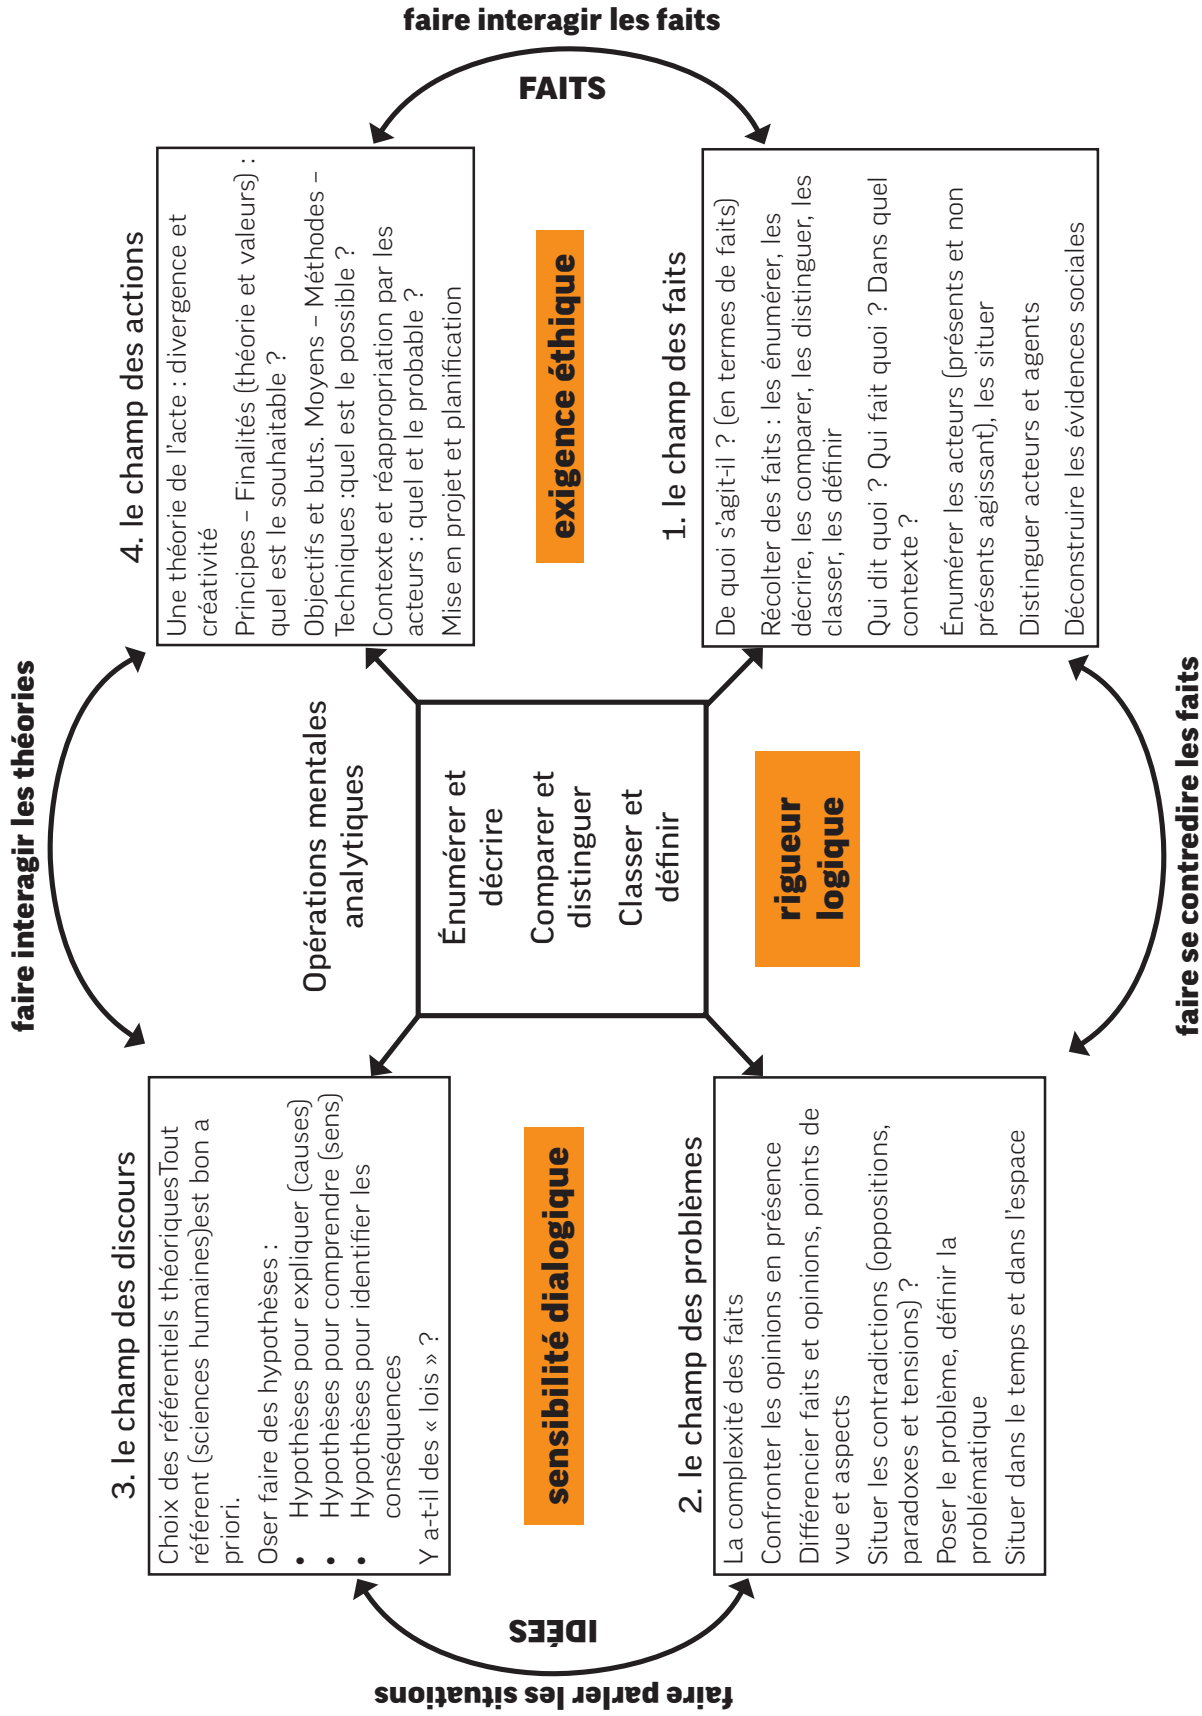 faire interagir les théories
3. le champ des discours
Choix des référentiels théoriquesTout
référent (sciences humaines)est bon a
priori.
Oser faire des hypothèses :
• Hypothèses pour expliquer (causes)
• Hypothèses pour comprendre (sens)
• Hypothèses pour identifier les
conséquences
Y a-t-il des « lois » ?
4. le champ des actions
Une théorie de l'acte : divergence et
créativité
Principes – Finalités (théorie et valeurs) :
quel est le souhaitable ?
Objectifs et buts. Moyens – Méthodes –
Techniques :quel est le possible ?
Contexte et réappropriation par les
acteurs : quel et le probable ?
Mise en projet et planification
Opérations mentales
analytiques
Énumérer et
décrire
Comparer et
distinguer
Classer et
définir
faire parler les situations
IDÉES
sensibilité dialogique
exigence éthique
FAITS
faire interagir les faits
rigueur
logique
2. le champ des problèmes
La complexité des faits
Confronter les opinions en présence
Différencier faits et opinions, points de
vue et aspects
Situer les contradictions (oppositions,
paradoxes et tensions) ?
Poser le problème, définir la
problématique
Situer dans le temps et dans l'espace
1. le champ des faits
De quoi s'agit-il ? (en termes de faits)
Récolter des faits : les énumérer, les
décrire, les comparer, les distinguer, les
classer, les définir
Qui dit quoi ? Qui fait quoi ? Dans quel
contexte ?
Énumérer les acteurs (présents et non
présents agissant), les situer
Distinguer acteurs et agents
Déconstruire les évidences sociales
faire se contredire les faits